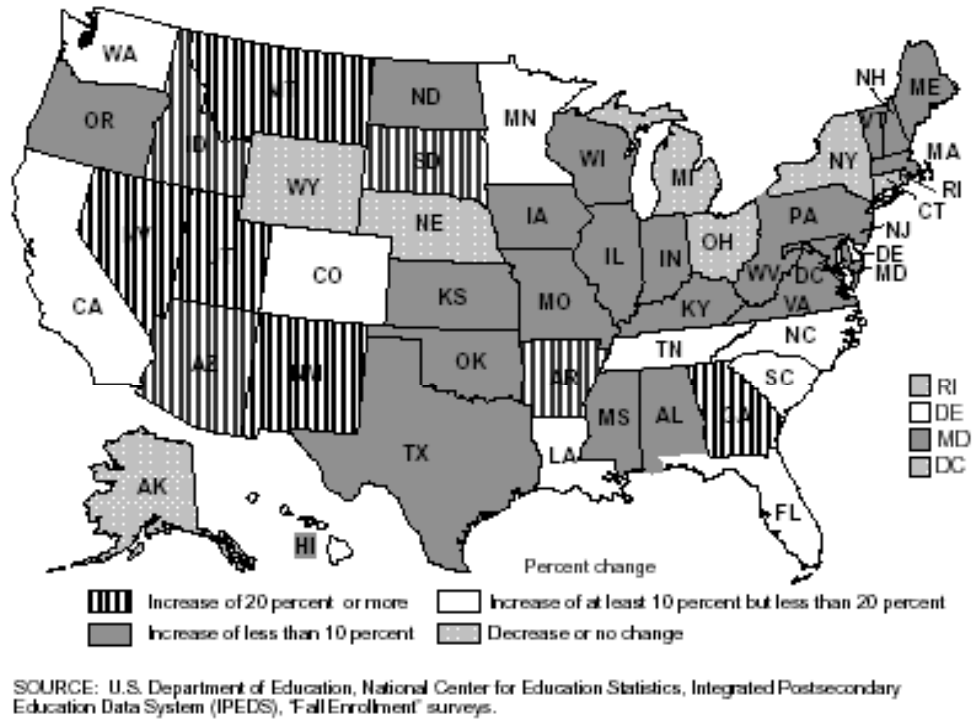 WA
NH
ME
OR
ND
MN
VT
ID
SD
WI
NY
MA
WY
MI
RI
IA
CT
NE
PA
NJ
OH
CO
IL
IN
DE
WV
DC
MD
CA
KS
MO
VA
KY
NC
TN
OK
AR
SC
RI
MS
AL
DE
TX
MD
LA
DC
AK
FL
HI
Percent change
Increase of 20 percent or more
Increase of at least 10 percent but less than 20 percent
Increase of less than 10 percent
Decrease or no change
SOURCE: U.S. Department of Education, National Center for Education Statistics, Integrated Postsecondary
Education Data System (IPEDS), "Fall Enrollment" surveys.